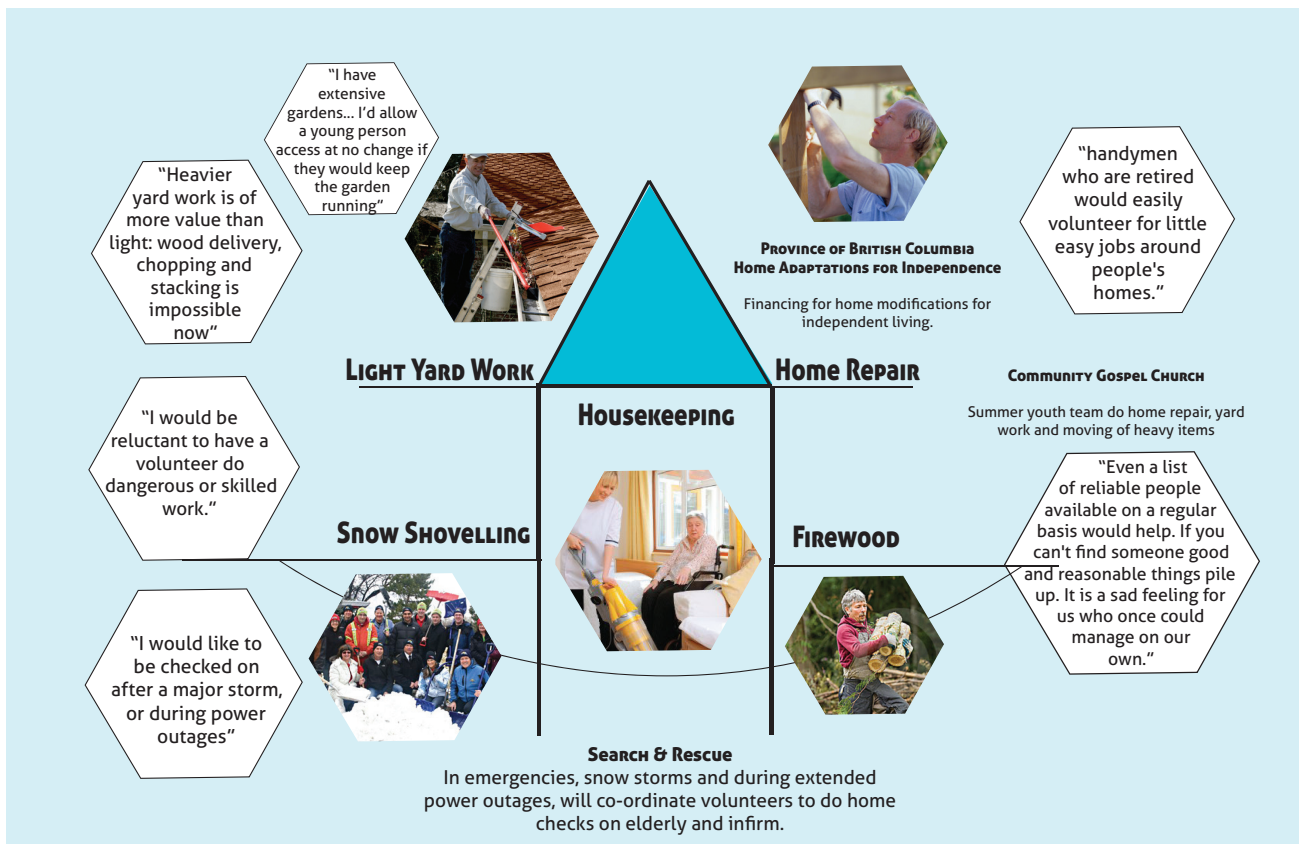 “I have
extensive
gardens... I’d allow
a young person
access at no change if
they would keep
the garden
running”
“Heavier
yard work is of
more value than
light: wood delivery,
chopping and
stacking is
impossible
now”
“handymen
who are retired
would easily
volunteer for little
easy jobs around
people's
homes.”
Province of British Columbia
Home Adaptations for Independence
Financing for home modifications for
independent living.
Light Yard Work
Home Repair
Community Gospel Church
Summer youth team do home repair, yard
work and moving of heavy items
Housekeeping
“I would be
reluctant to have a
volunteer do
dangerous or skilled
work.”
Snow Shovelling
Firewood
“Even a list
of reliable people
available on a regular
basis would help. If you
can't find someone good
and reasonable things pile
up. It is a sad feeling for
us who once could
manage on our
own.”
“I would like to
be checked on
after a major storm,
or during power
outages”
Search & Rescue
In emergencies, snow storms and during extended
power outages, will co-ordinate volunteers to do home
checks on elderly and infirm.